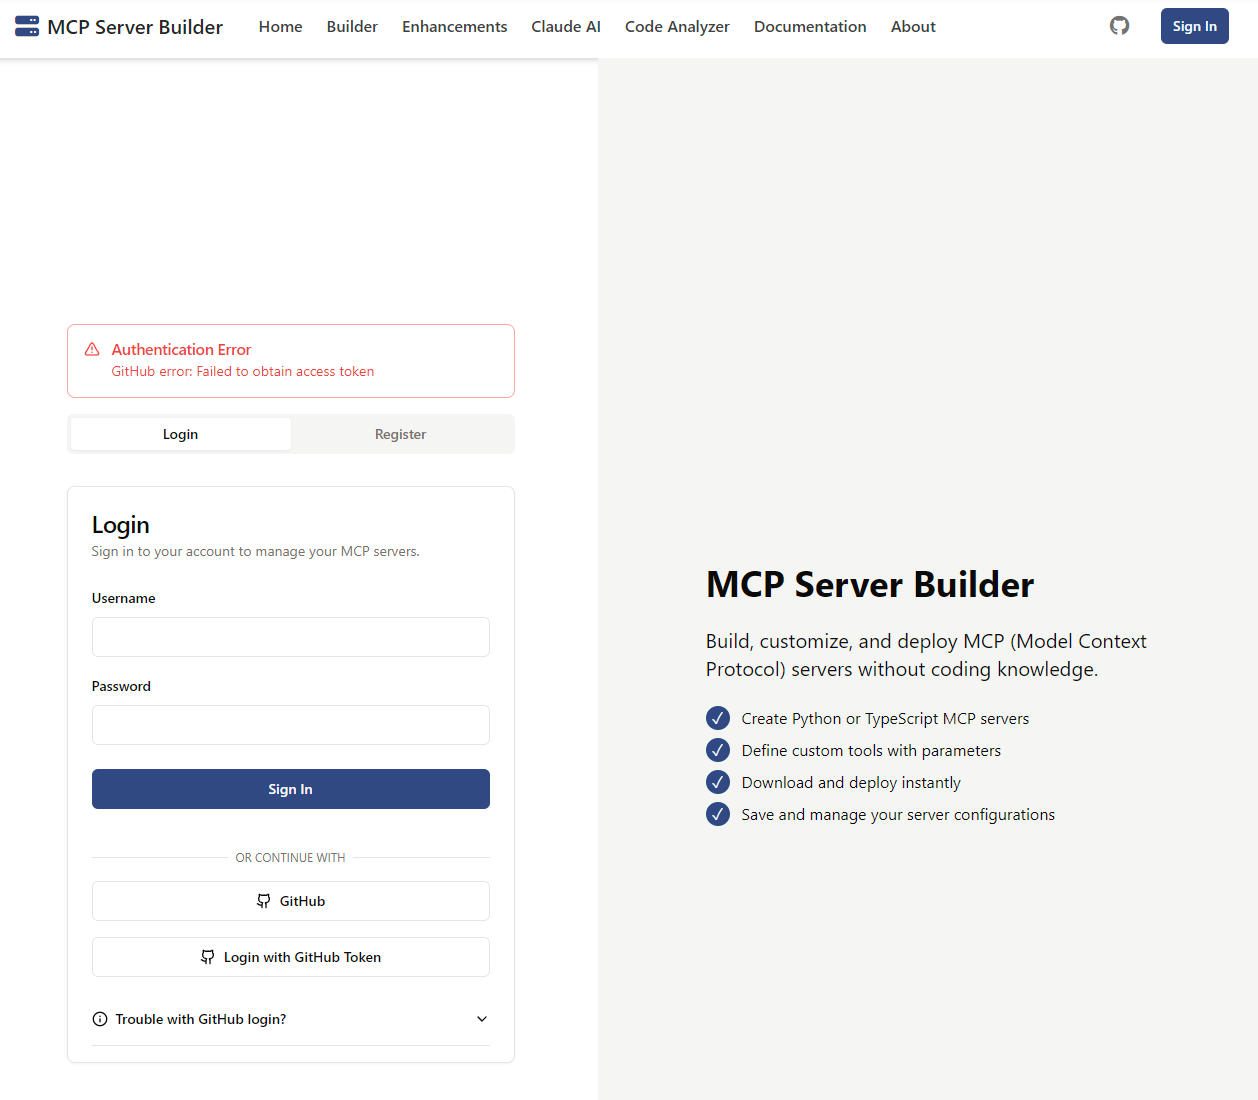 MCP Server Builder
Home
Builder
Enhancements
Claude AI
Code Analyzer
Documentation
About
Sign In
Authentication Error
GitHub error: Failed to obtain access token
Login
Register
Login
Sign in to your account to manage your MCP servers.
Username
Password
Sign In
OR CONTINUE WITH
GitHub
Login with GitHub Token
Trouble with GitHub login?
MCP Server Builder
Build, customize, and deploy MCP (Model Context
Protocol) servers without coding knowledge.
Create Python or TypeScript MCP servers
Define custom tools with parameters
Download and deploy instantly
Save and manage your server configurations